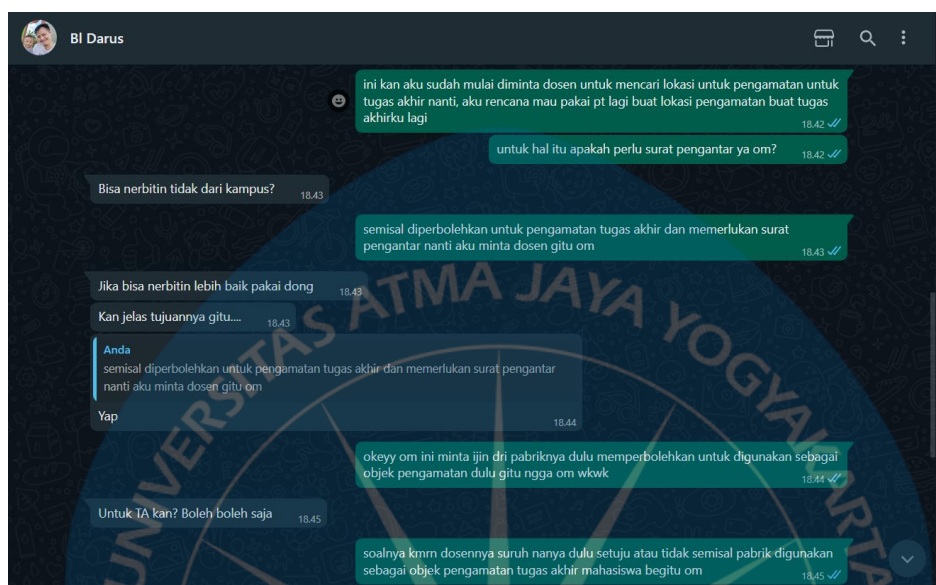 BI Darus
ini kan aku sudah mulai diminta dosen untuk mencari lokasi untuk pengamatan untuk
tugas akhir nanti, aku rencana mau pakai pt lagi buat lokasi pengamatan buat tugas
akhirku lagi
18.42
untuk hal itu apakah perlu surat pengantar ya om?
18.42
Bisa nerbitin tidak dari kampus?
18.43
semisal diperbolehkan untuk pengamatan tugas akhir dan memerlukan surat
pengantar nanti aku minta dosen gitu om
18.43
Jika bisa nerbitin lebih baik pakai dong
18.43
Kan jelas tujuannya gitu....
18.43
Anda
semisal diperbolehkan untuk pengamatan tugas akhir dan memerlukan surat pengantar
nanti aku minta dosen gitu om
Yap
18.44
okeyy om ini minta ijin dri pabriknya dulu memperbolehkan untuk digunakan sebagai
objek pengamatan dulu gitu ngga om wkwk
18.44
Untuk TA kan? Boleh boleh saja
18.45
soalnya kmrn dosennya suruh nanya dulu setuju atau tidak semisal pabrik digunakan
sebagai objek pengamatan tugas akhir mahasiswa begitu om
18.45
UNIVERSITAS ATMA JAYA YOGYAKARTA